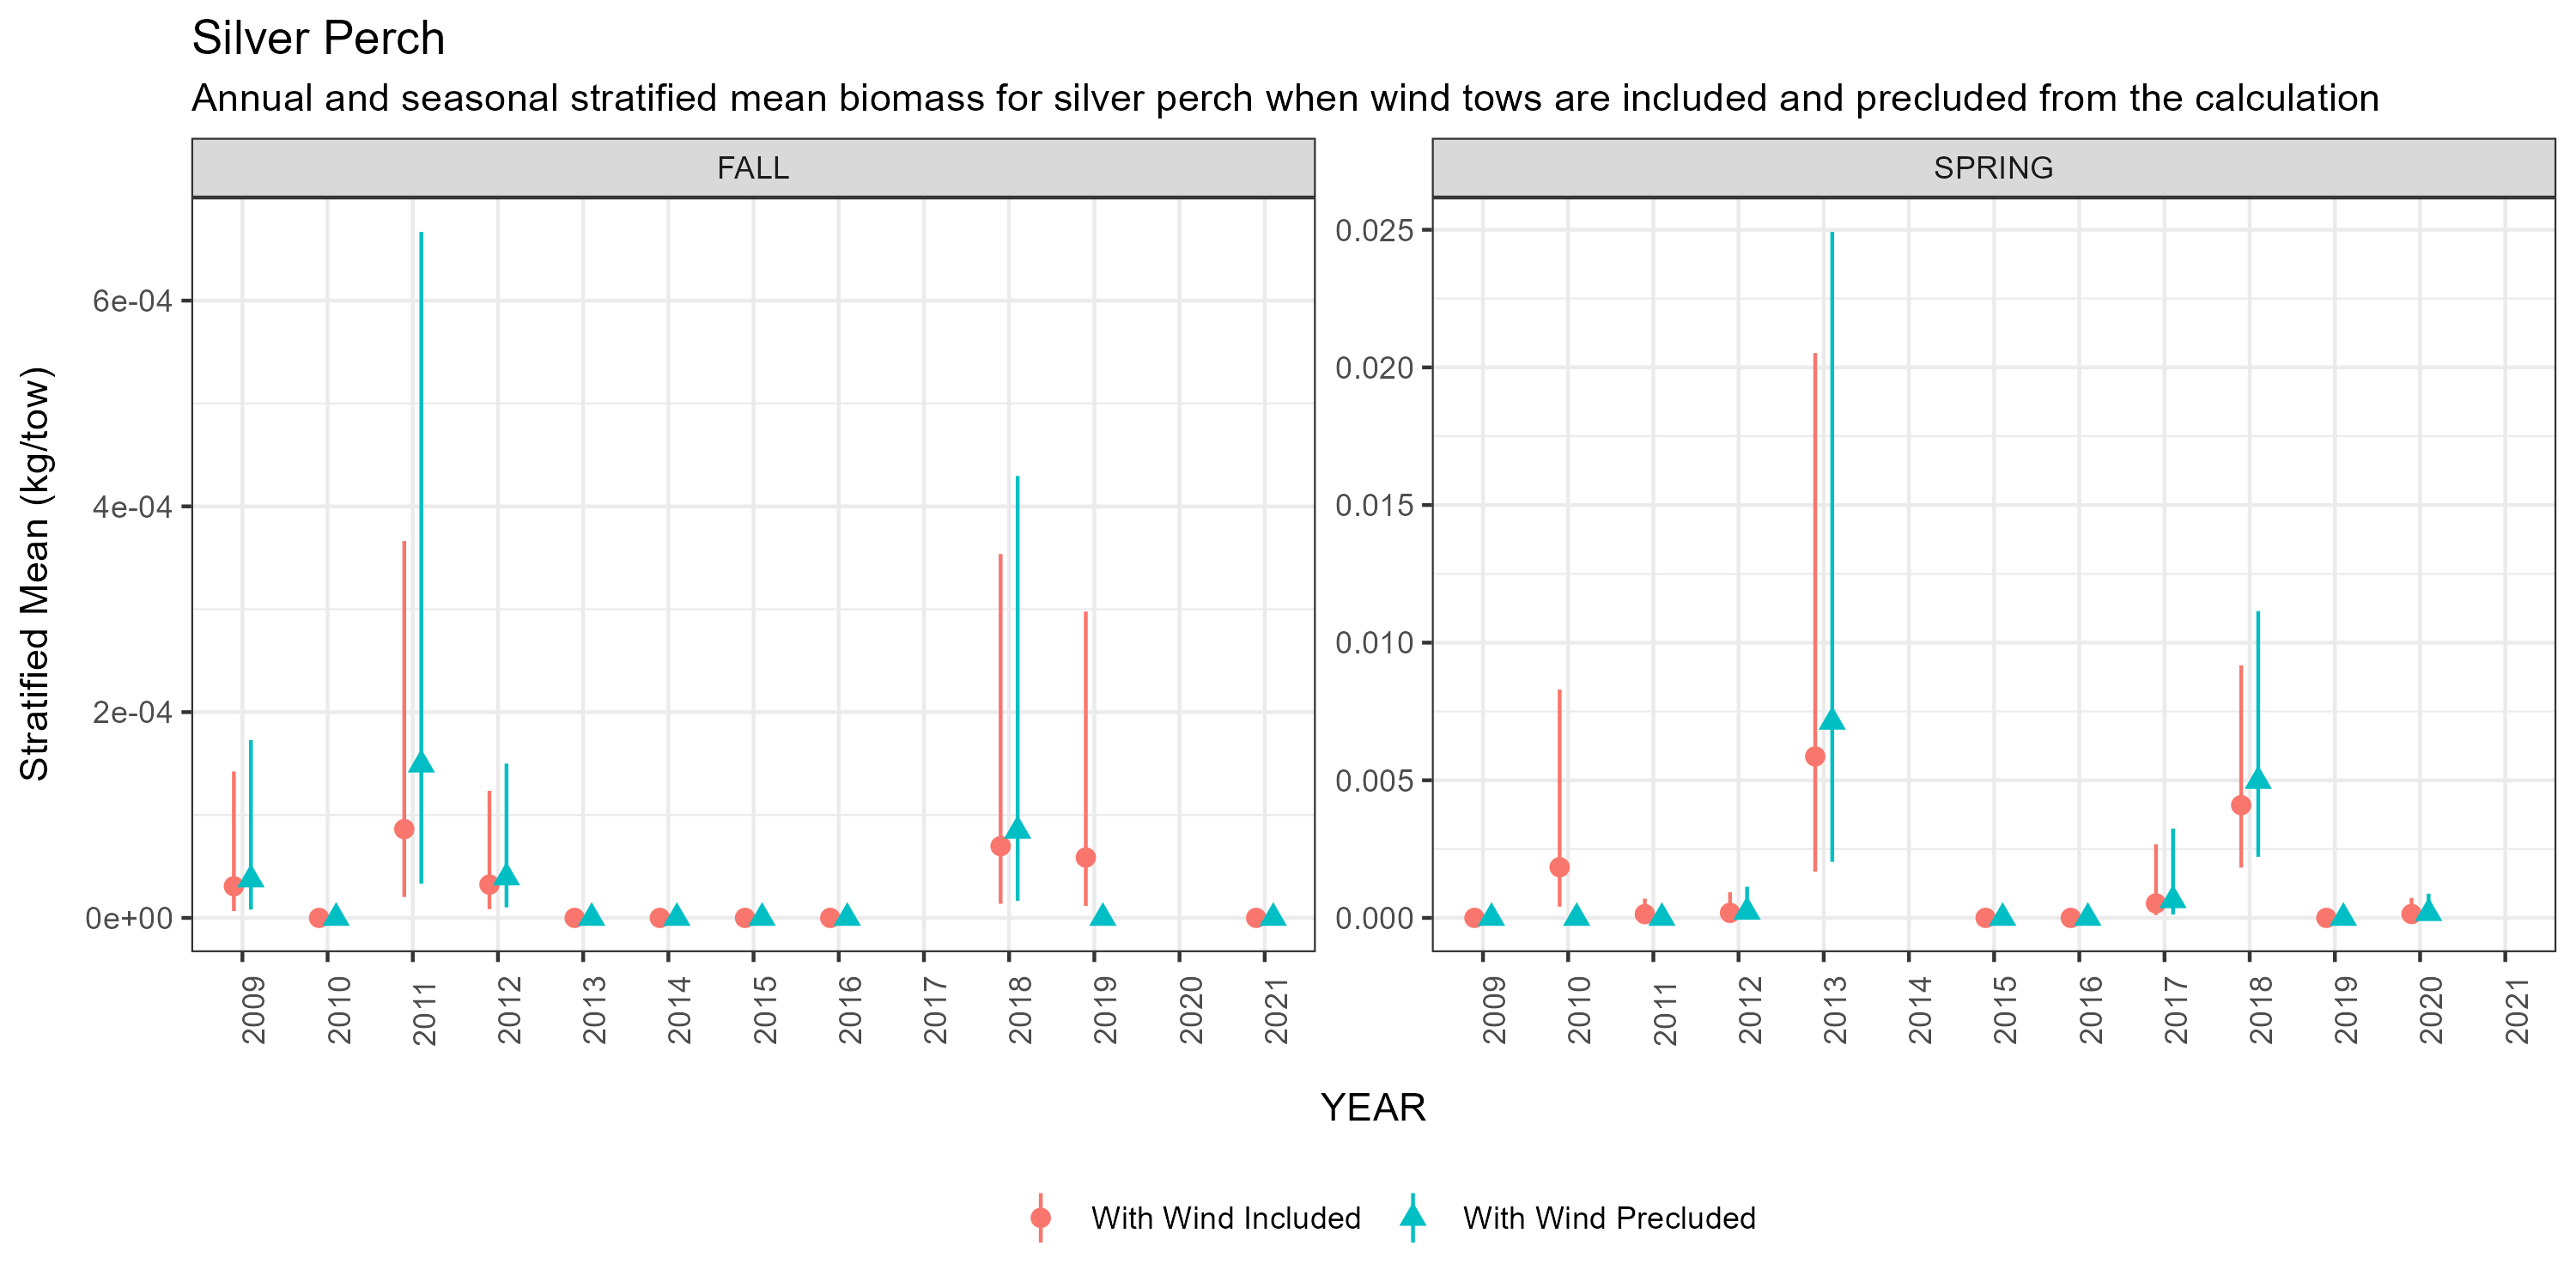 Silver Perch
Annual and seasonal stratified mean biomass for silver perch when wind tows are included and precluded from the calculation
FALL
SPRING
Stratified Mean (kg/tow)
6e-04
4e-04
2e-04
0e+00
0.025
0.020
0.015
0.010
0.005
0.000
2009 2010 2011 2012 2013 2014 2015 2016 2017 2018 2019 2020 2021
2009 2010 2011 2012 2013 2014 2015 2016 2017 2018 2019 2020 2021
YEAR
With Wind Included With Wind Precluded